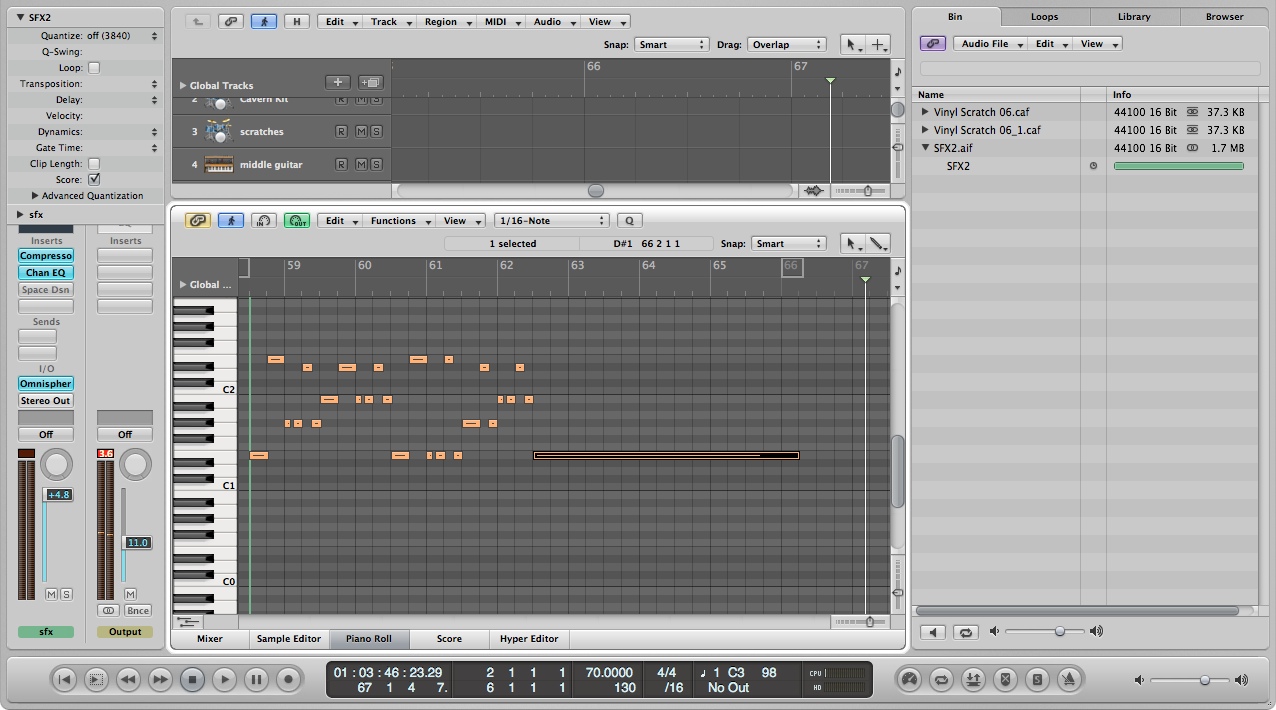 SFX2
Quantize: off (3840)
Q-Swing:
Loop:
Transposition:
Delay:
Velocity:
Dynamics:
Gate Time:
Clip Length:
Score:
Advanced Quantization
sfx
Inserts Inserts
Compresso
Chan EQ
Space Dsn
Sends
I/O
Omnispher
Stereo Out
Off Off
3.6
+4.8
11.0
M S M
Bnce
sfx Output
H Edit Track Region MIDI Audio View
Snap: Smart Drag: Overlap
66 67
Global Tracks
2 Cavern Kit R M S
3 scratches R M S
4 middle guitar R M S
IN OUT Edit Functions View 1/16-Note Q
1 selected D#1 66 2 1 1 Snap: Smart
59 60 61 62 63 64 65 66 67
Global ...
C2
C1
C0
Mixer Sample Editor Piano Roll Score Hyper Editor
Bin Loops Library Browser
Audio File Edit View
Name Info
Vinyl Scratch 06.caf 44100 16 Bit 37.3 KB
Vinyl Scratch 06_1.caf 44100 16 Bit 37.3 KB
SFX2.aif 44100 16 Bit 1.7 MB
SFX2
01 : 03 : 46 : 23.29 2 1 1 1 70.0000 4/4 1 C3 98 CPU
67 1 4 7. 6 1 1 1 130 /16 No Out HD
S